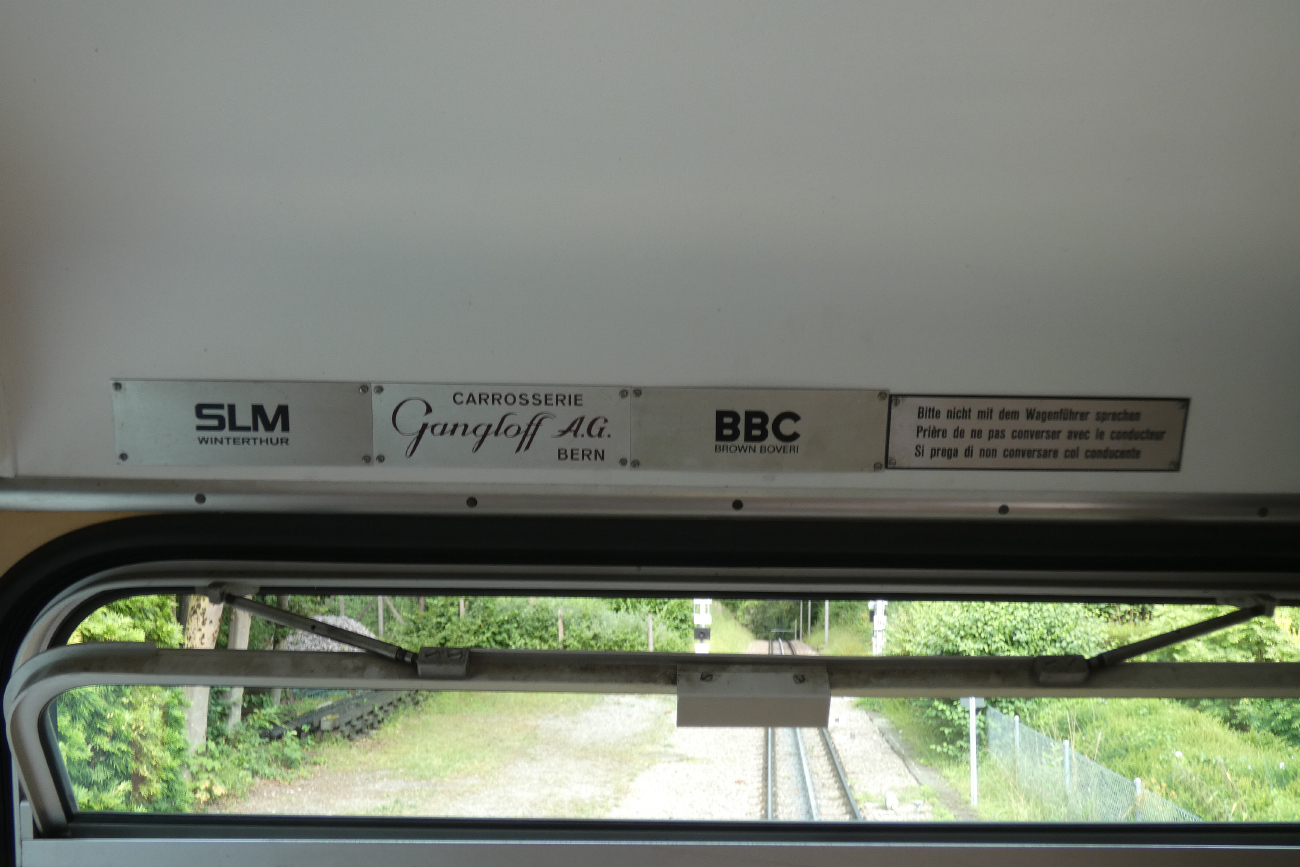 SLM
WINTERTHUR
CARROSSERIE
Gangloff A.G.
BERN
BBC
BROWN BOVERI
Bitte nicht mit dem Wagenführer sprechen
Prière de ne pas converser avec le conducteur
Si prega di non conversare col conducente